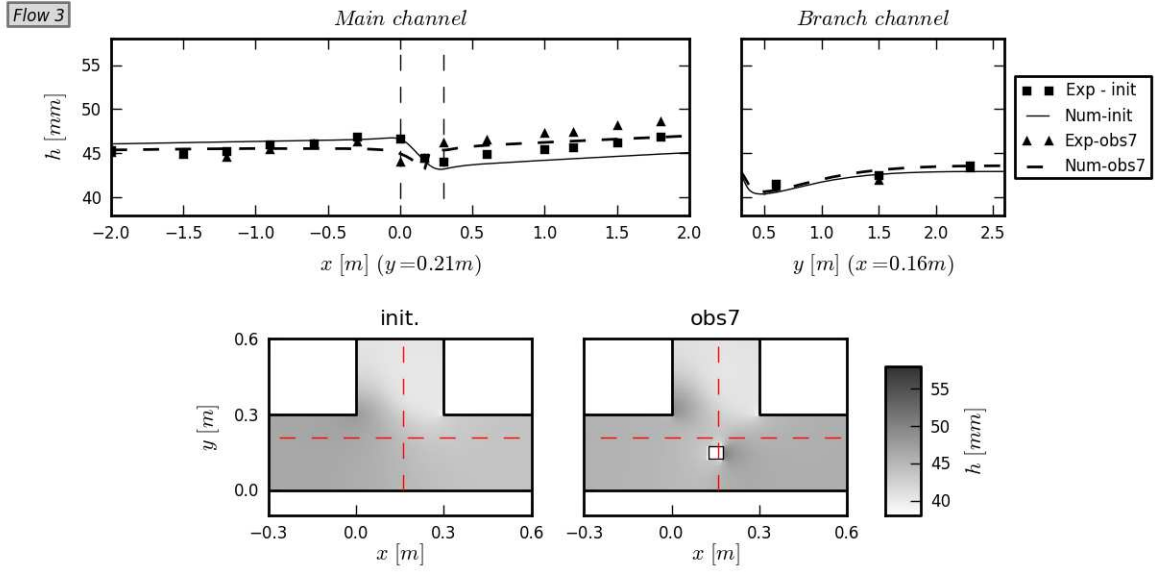 Flow 3
Main channel
Branch channel
55
50
45
40
h [mm]
−2.0 −1.5 −1.0 −0.5 0.0 0.5 1.0 1.5 2.0
x [m] (y=0.21m)
0.5 1.0 1.5 2.0 2.5
y [m] (x=0.16m)
Exp - init
Num-init
Exp-obs7
Num-obs7
init.
obs7
0.6
0.3
0.0
y [m]
−0.3 0.0 0.3 0.6
x [m]
−0.3 0.0 0.3 0.6
x [m]
55
50
45
40
h [mm]